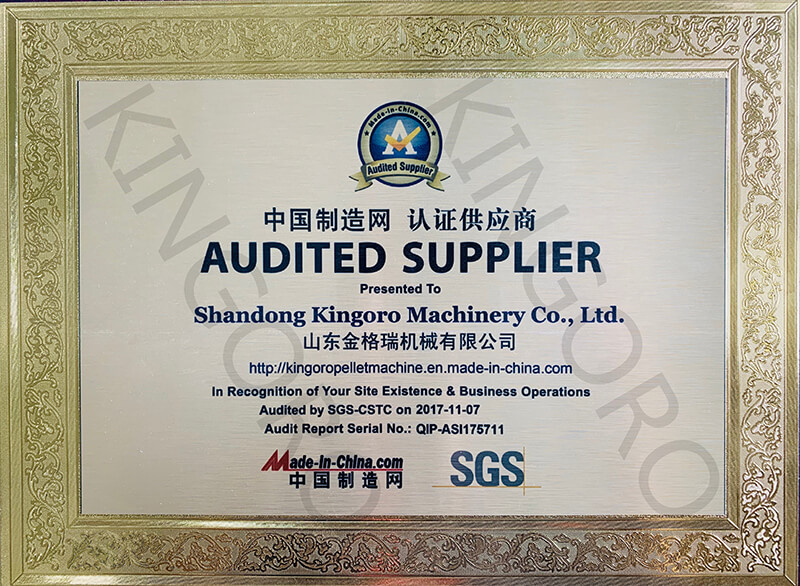 Made-in-China.com
A
Audited Supplier
中国制造网 认证供应商
AUDITED SUPPLIER
Presented To
Shandong Kingoro Machinery Co., Ltd.
山东金格瑞机械有限公司
http://kingoropelletmachine.en.made-in-china.com
In Recognition of Your Site Existence & Business Operations
Audited by SGS-CSTC on 2017-11-07
Audit Report Serial No.: QIP-ASI175711
Made-in-China.com
中国制造网
SGS
KINGORO
KINGORO